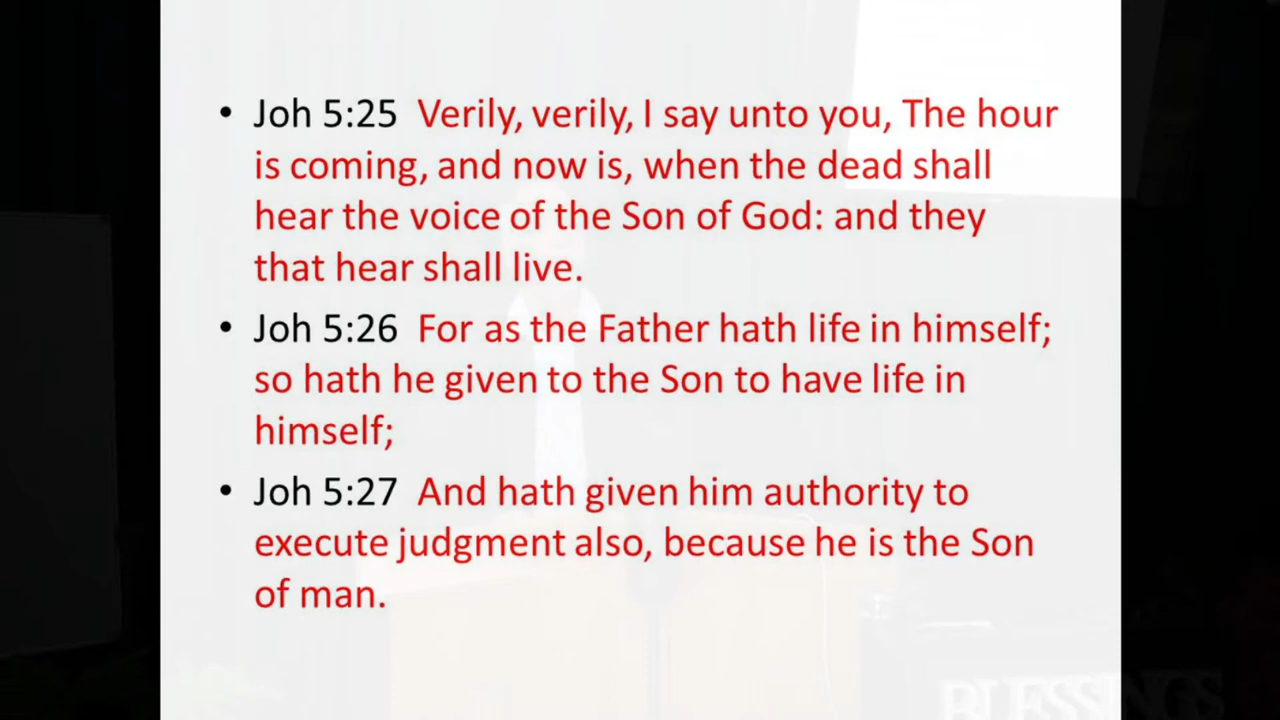 • Joh 5:25 Verily, verily, I say unto you, The hour
is coming, and now is, when the dead shall
hear the voice of the Son of God: and they
that hear shall live.
• Joh 5:26 For as the Father hath life in himself;
so hath he given to the Son to have life in
himself;
• Joh 5:27 And hath given him authority to
execute judgment also, because he is the Son
of man.
BLESSINGS